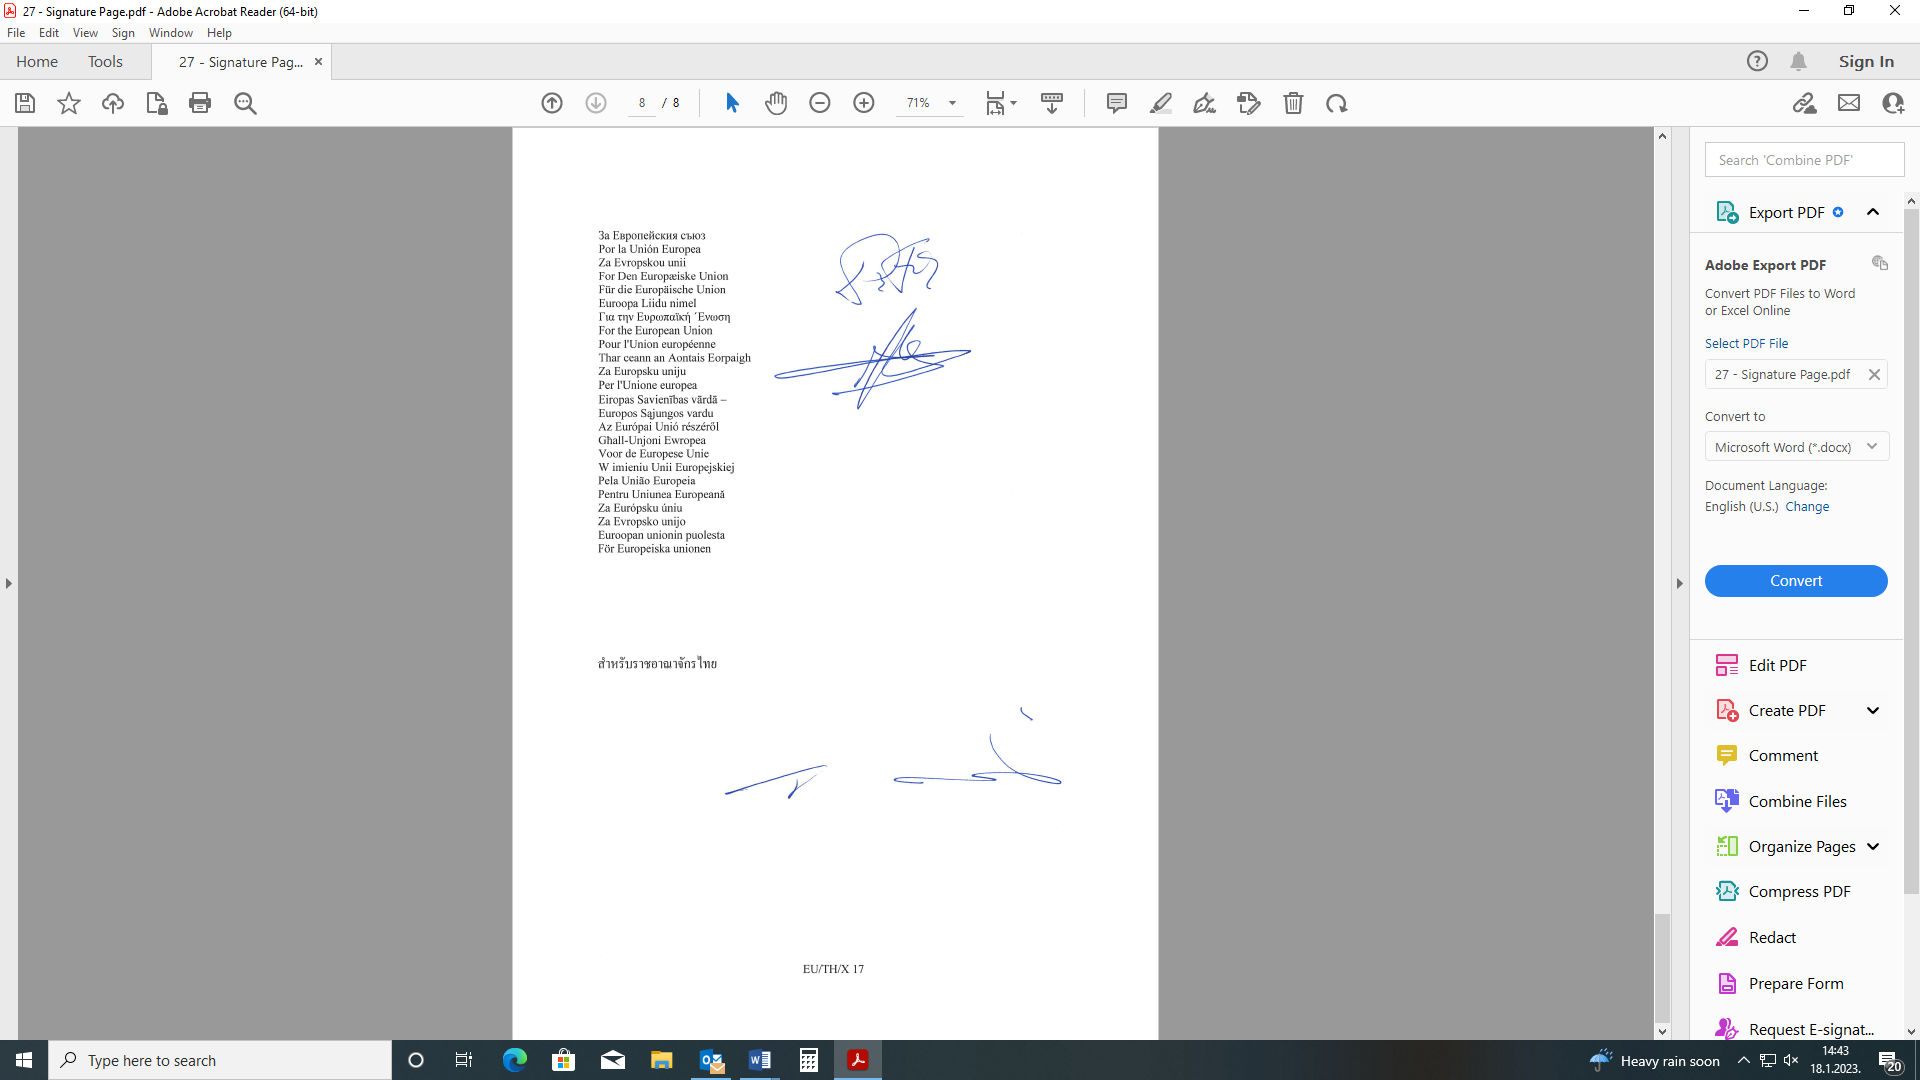 27 - Signature Page.pdf - Adobe Acrobat Reader (64-bit)
File Edit View Sign Window Help
Home Tools 27 - Signature Pag... × Sign In
8 / 8 71%
Search 'Combine PDF'
Export PDF
Adobe Export PDF
Convert PDF Files to Word
or Excel Online
Select PDF File
27 - Signature Page.pdf
Convert to
Microsoft Word (*.docx)
Document Language:
English (U.S.) Change
Convert
Edit PDF
Create PDF
Comment
Combine Files
Organize Pages
Compress PDF
Redact
Prepare Form
Request E-signat...
За Европейския съюз
Por la Unión Europea
Za Evropskou unii
For Den Europæiske Union
Für die Europäische Union
Euroopa Liidu nimel
Για την Ευρωπαϊκή Ένωση
For the European Union
Pour l'Union européenne
Thar ceann an Aontais Eorpaigh
Za Europsku uniju
Per l'Unione europea
Eiropas Savienības vārdā –
Europos Sąjungos vardu
Az Európai Unió részéről
Għall-Unjoni Ewropea
Voor de Europese Unie
W imieniu Unii Europejskiej
Pela União Europeia
Pentru Uniunea Europeană
Za Európsku úniu
Za Evropsko unijo
Euroopan unionin puolesta
För Europeiska unionen
สำหรับราชอาณาจักรไทย
EU/TH/X 17
Type here to search
Heavy rain soon
14:43
18.1.2023.
20